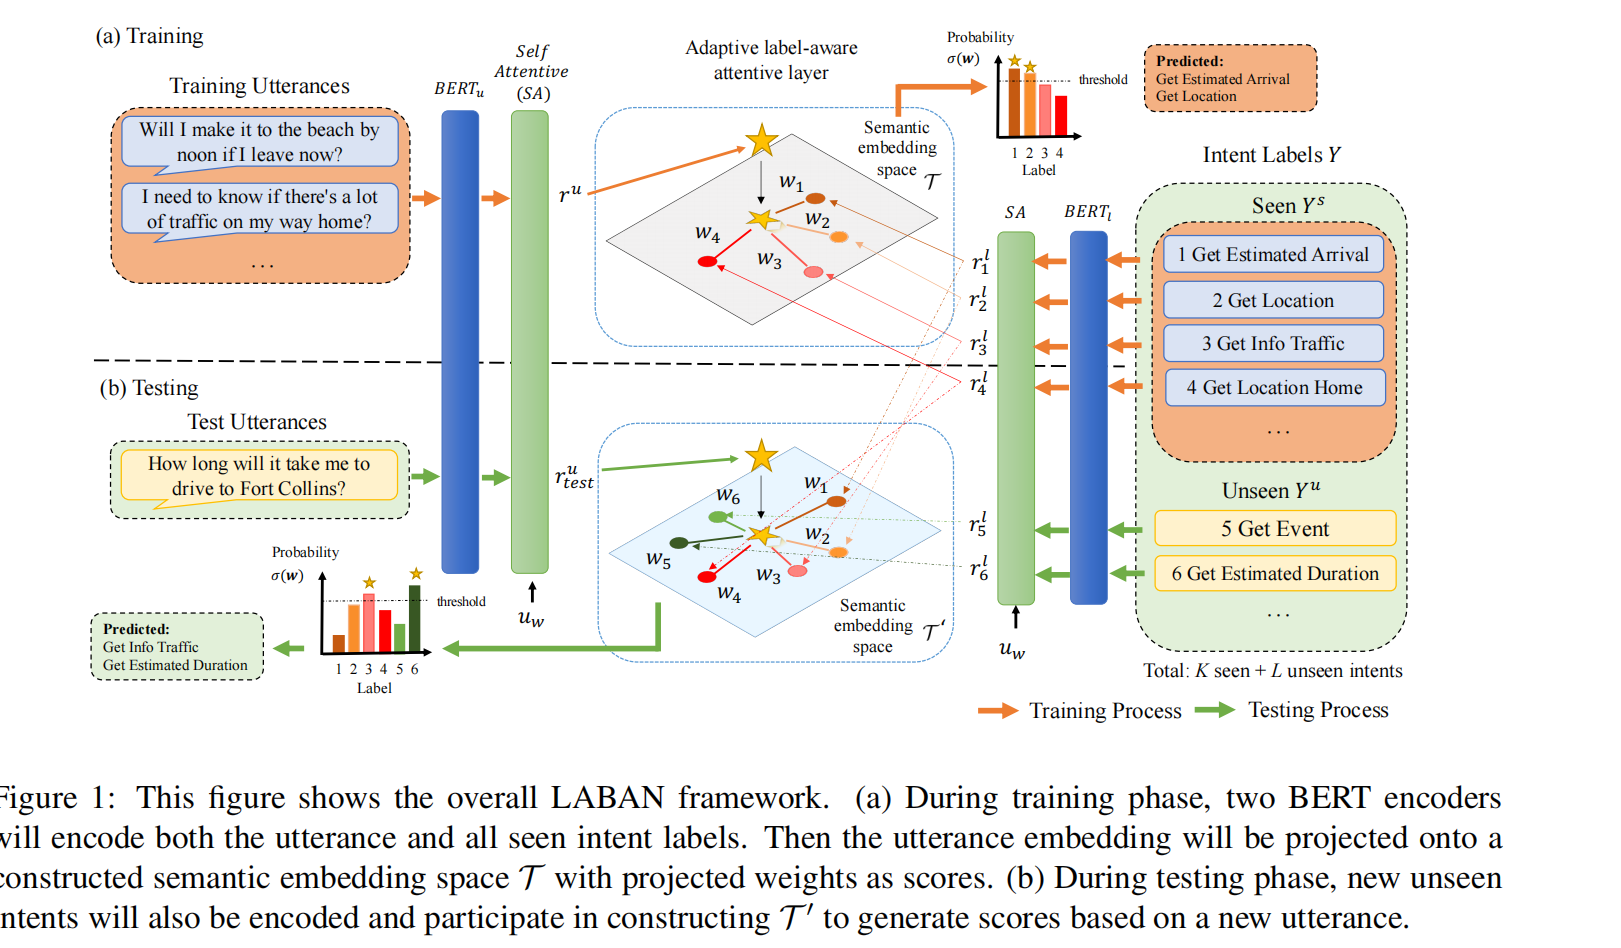 (a) Training
Training Utterances
Will I make it to the beach by
noon if I leave now?
I need to know if there's a lot
of traffic on my way home?
...
BERT_u
Self
Attentive
(SA)
r^u
Adaptive label-aware
attentive layer
w_1
w_2
w_3
w_4
Semantic
embedding
space
𝒯
Probability
σ(w)
threshold
1 2 3 4
Label
Predicted:
Get Estimated Arrival
Get Location
Intent Labels Y
Seen Y^s
1 Get Estimated Arrival
2 Get Location
3 Get Info Traffic
4 Get Location Home
...
Unseen Y^u
5 Get Event
6 Get Estimated Duration
...
Total: K seen + L unseen intents
SA
BERT_l
r_1^l
r_2^l
r_3^l
r_4^l
r_5^l
r_6^l
u_w
(b) Testing
Test Utterances
How long will it take me to
drive to Fort Collins?
r_test^u
w_6
w_1
w_5
w_2
w_4
w_3
Semantic
embedding
space
𝒯′
u_w
Probability
σ(w)
threshold
1 2 3 4 5 6
Label
Predicted:
Get Info Traffic
Get Estimated Duration
Training Process
Testing Process
Figure 1: This figure shows the overall LABAN framework. (a) During training phase, two BERT encoders
will encode both the utterance and all seen intent labels. Then the utterance embedding will be projected onto a
constructed semantic embedding space 𝒯 with projected weights as scores. (b) During testing phase, new unseen
intents will also be encoded and participate in constructing 𝒯′ to generate scores based on a new utterance.